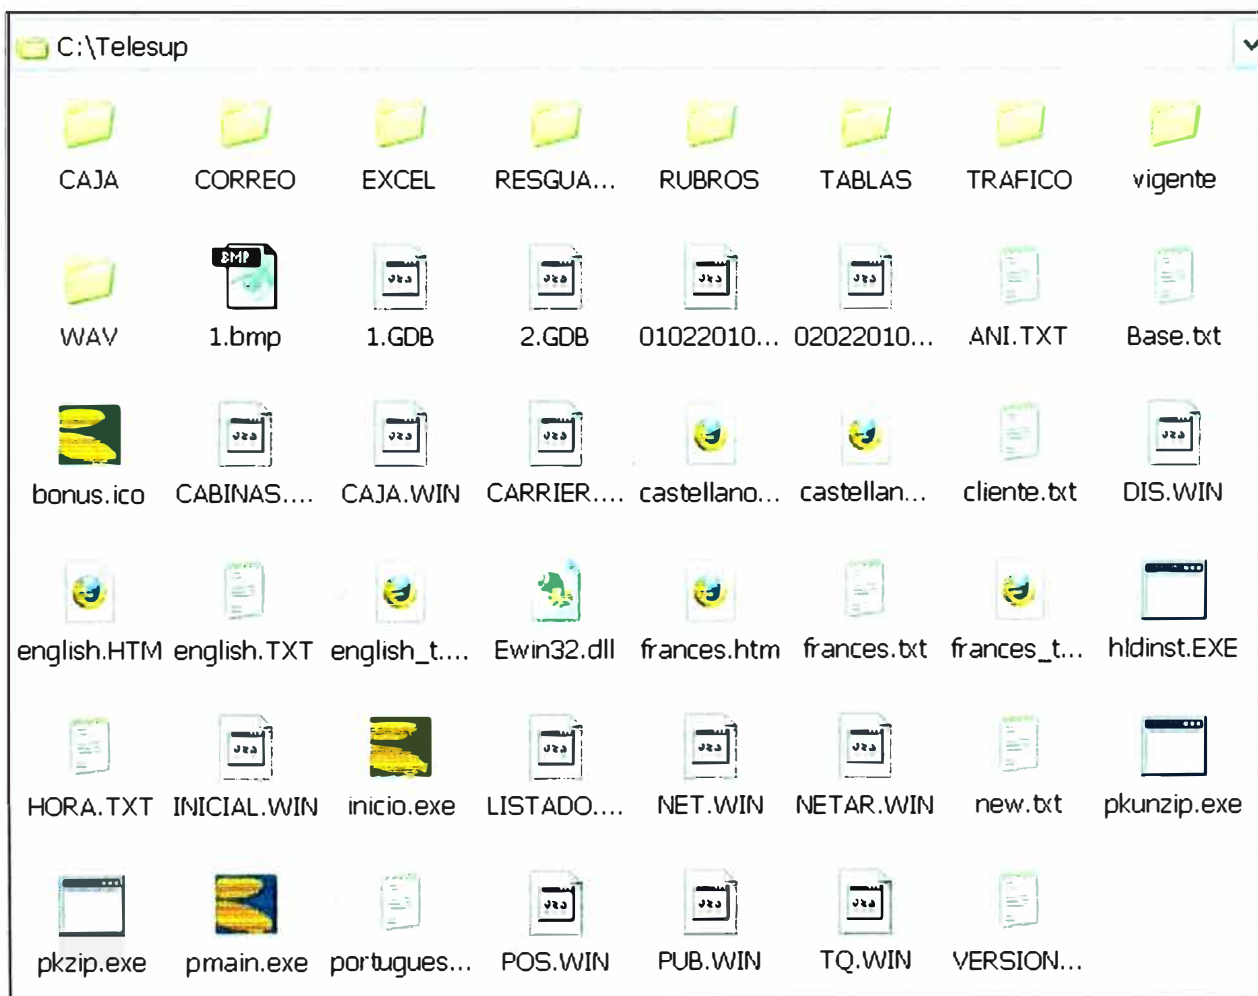 C:\Telesup
CAJA CORREO EXCEL RESGUA... RUBROS TABLAS TRAFICO vigente
WAV 1.bmp 1.GDB 2.GDB 01022010... 02022010... ANI.TXT Base.txt
bonus.ico CABINAS.... CAJA.WIN CARRIER.... castellano... castellan... cliente.txt DIS.WIN
english.HTM english.TXT english_t.... Ewin32.dll frances.htm frances.txt frances_t... hldinst.EXE
HORA.TXT INICIAL.WIN inicio.exe LISTADO.... NET.WIN NETAR.WIN new.txt pkunzip.exe
pkzip.exe pmain.exe portugues... POS.WIN PUB.WIN TQ.WIN VERSION...